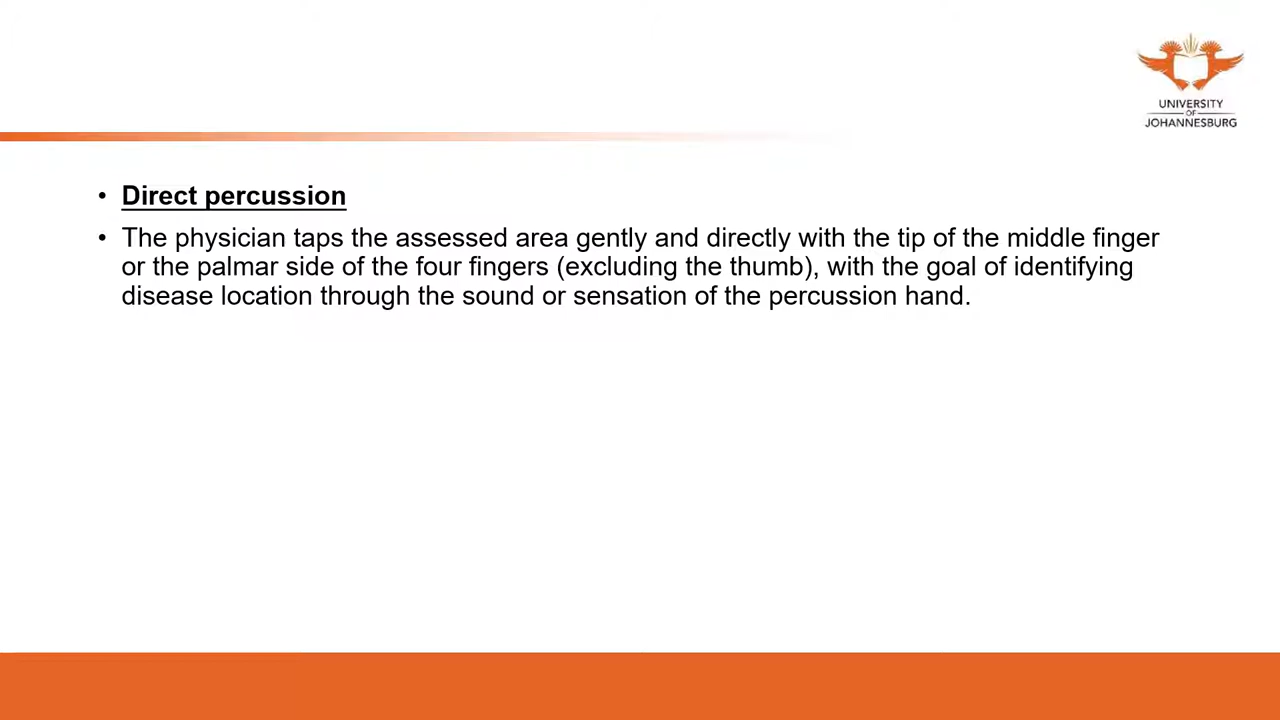 UNIVERSITY
OF
JOHANNESBURG
• Direct percussion
• The physician taps the assessed area gently and directly with the tip of the middle finger
or the palmar side of the four fingers (excluding the thumb), with the goal of identifying
disease location through the sound or sensation of the percussion hand.